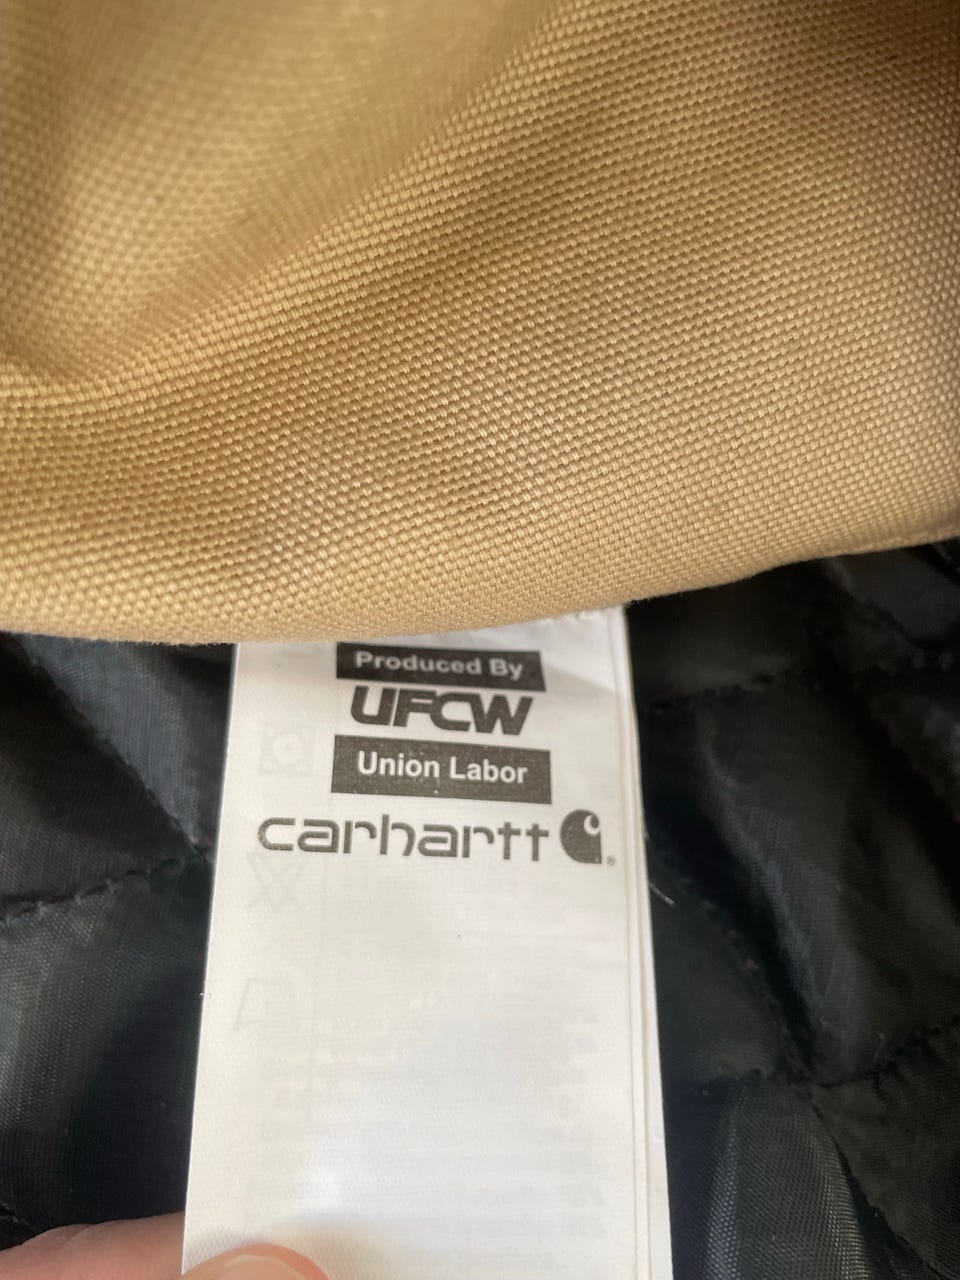 Produced By
UFCW
Union Labor
carhartt